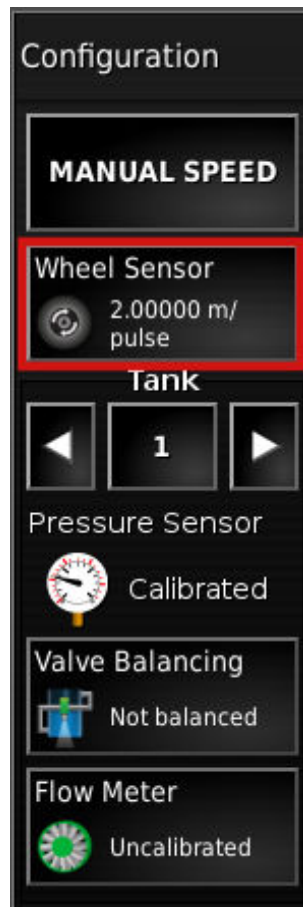 Configuration
MANUAL SPEED
Wheel Sensor
2.00000 m/
pulse
Tank
1
Pressure Sensor
Calibrated
Valve Balancing
Not balanced
Flow Meter
Uncalibrated